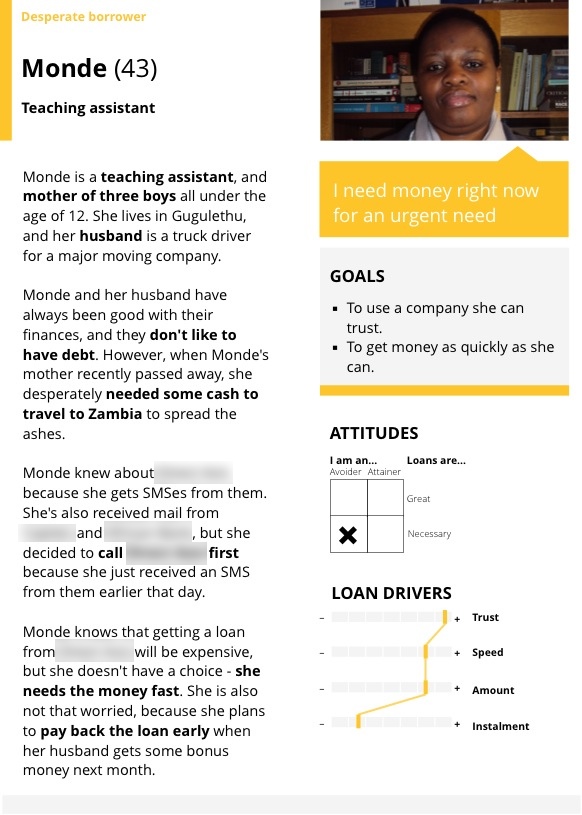 Desperate borrower
Monde (43)
Teaching assistant
Monde is a teaching assistant, and
mother of three boys all under the
age of 12. She lives in Gugulethu,
and her husband is a truck driver
for a major moving company.
Monde and her husband have
always been good with their
finances, and they don't like to
have debt. However, when Monde's
mother recently passed away, she
desperately needed some cash to
travel to Zambia to spread the
ashes.
Monde knew about
because she gets SMSes from them.
She's also received mail from
and , but she
decided to call first
because she just received an SMS
from them earlier that day.
Monde knows that getting a loan
from will be expensive,
but she doesn't have a choice - she
needs the money fast. She is also
not that worried, because she plans
to pay back the loan early when
her husband gets some bonus
money next month.
I need money right now
for an urgent need
GOALS
▪ To use a company she can
trust.
▪ To get money as quickly as she
can.
ATTITUDES
I am an... Loans are...
Avoider Attainer
Great
Necessary
LOAN DRIVERS
– + Trust
– + Speed
– + Amount
– + Instalment